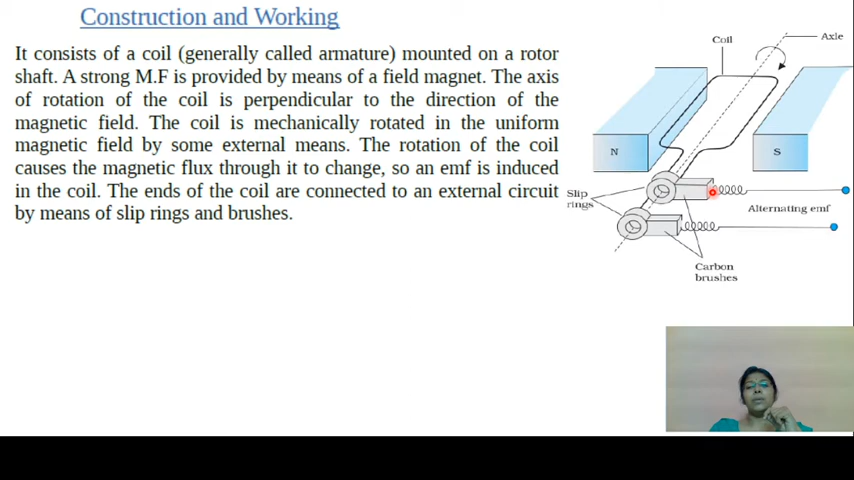 Construction and Working
It consists of a coil (generally called armature) mounted on a rotor
shaft. A strong M.F is provided by means of a field magnet. The axis
of rotation of the coil is perpendicular to the direction of the
magnetic field. The coil is mechanically rotated in the uniform
magnetic field by some external means. The rotation of the coil
causes the magnetic flux through it to change, so an emf is induced
in the coil. The ends of the coil are connected to an external circuit
by means of slip rings and brushes.
Coil
Axle
N
S
Slip
rings
Alternating emf
Carbon
brushes